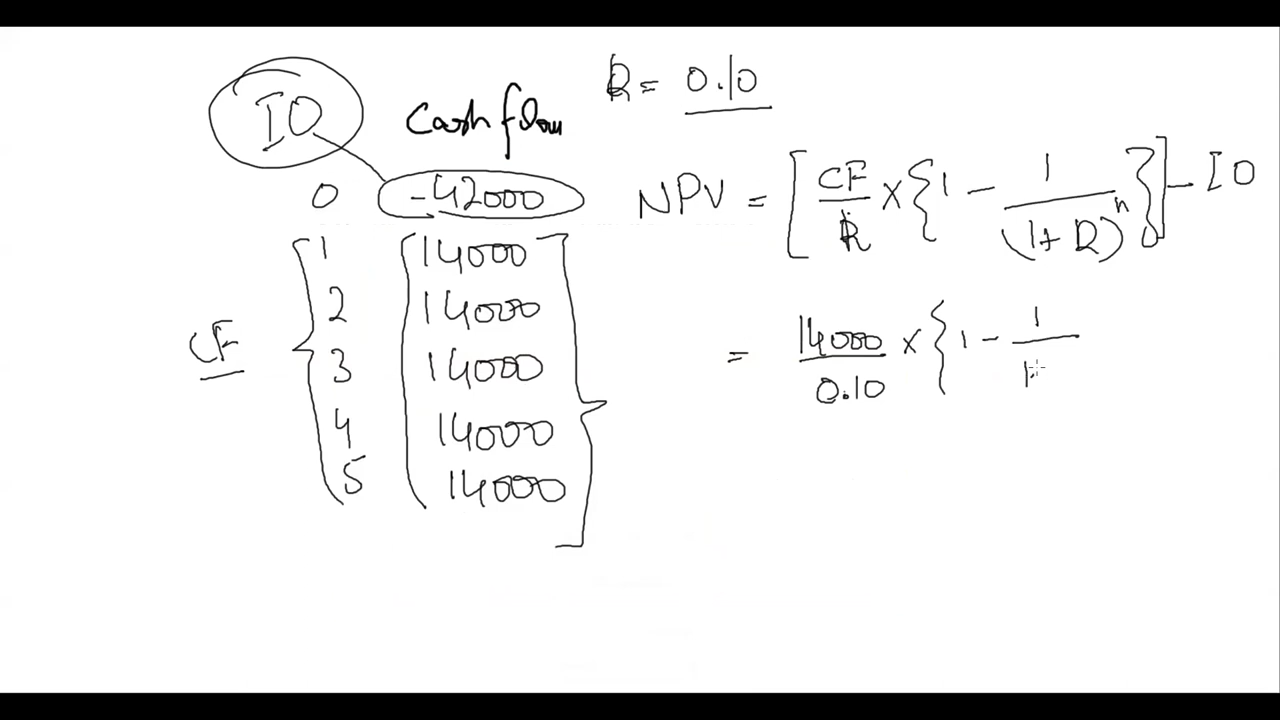 IO Cash flow R = 0.10
0 -42000 NPV = [CF/R × {1 - 1/(1+R)^n}] - IO
1 14000
2 14000
CF 3 14000 = 14000/0.10 × {1 - 1/1.
4 14000
5 14000